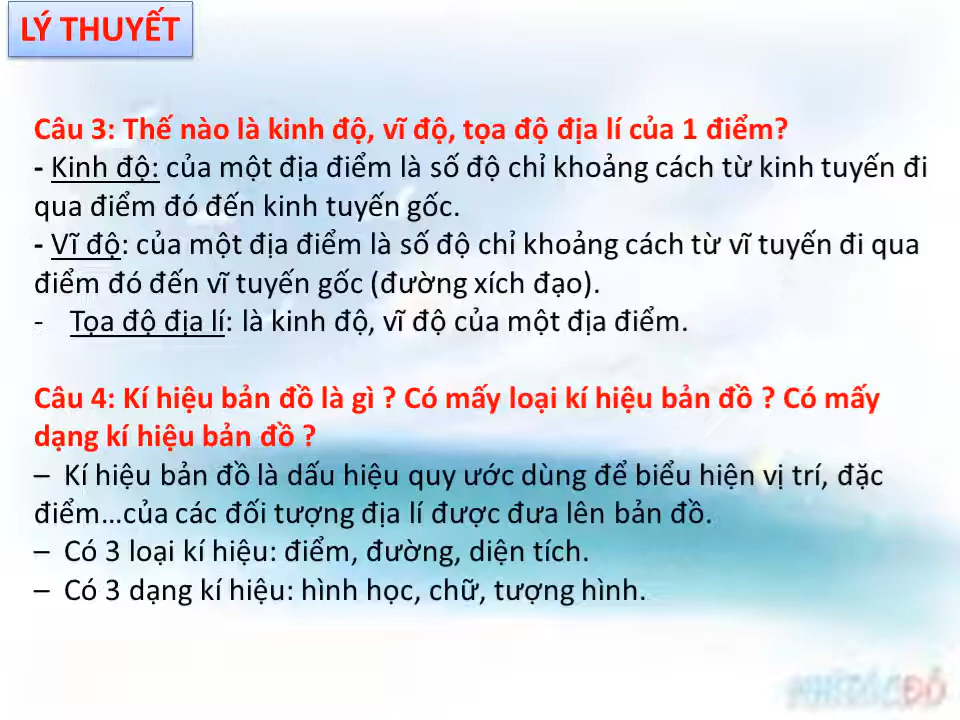 LÝ THUYẾT
Câu 3: Thế nào là kinh độ, vĩ độ, tọa độ địa lí của 1 điểm?
- Kinh độ: của một địa điểm là số độ chỉ khoảng cách từ kinh tuyến đi
qua điểm đó đến kinh tuyến gốc.
- Vĩ độ: của một địa điểm là số độ chỉ khoảng cách từ vĩ tuyến đi qua
điểm đó đến vĩ tuyến gốc (đường xích đạo).
- Tọa độ địa lí: là kinh độ, vĩ độ của một địa điểm.
Câu 4: Kí hiệu bản đồ là gì ? Có mấy loại kí hiệu bản đồ ? Có mấy
dạng kí hiệu bản đồ ?
– Kí hiệu bản đồ là dấu hiệu quy ước dùng để biểu hiện vị trí, đặc
điểm...của các đối tượng địa lí được đưa lên bản đồ.
– Có 3 loại kí hiệu: điểm, đường, diện tích.
– Có 3 dạng kí hiệu: hình học, chữ, tượng hình.